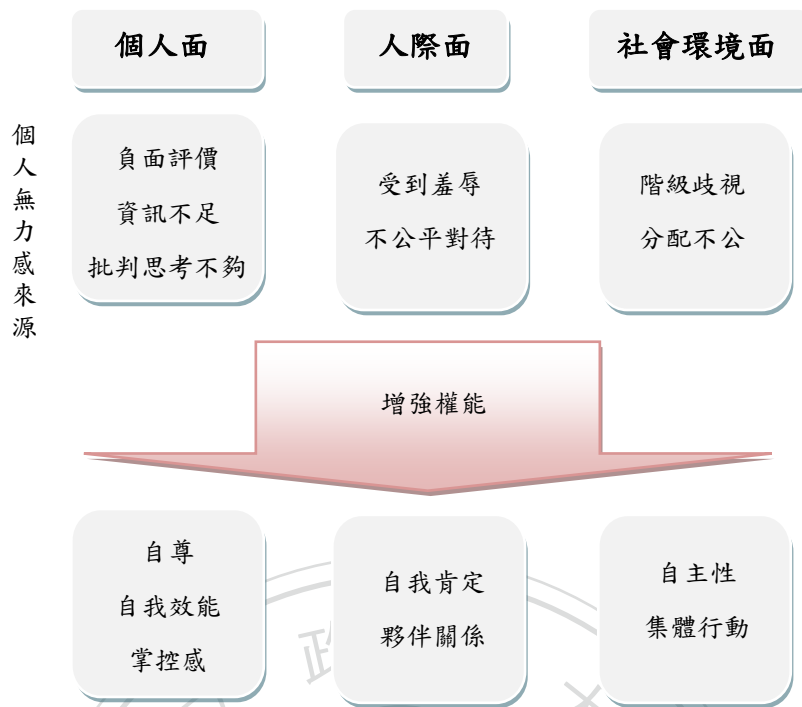 個人面
人際面
社會環境面
個人無力感來源
負面評價
資訊不足
批判思考不夠
受到羞辱
不公平對待
階級歧視
分配不公
增強權能
自尊
自我效能
掌控感
自我肯定
夥伴關係
自主性
集體行動
政